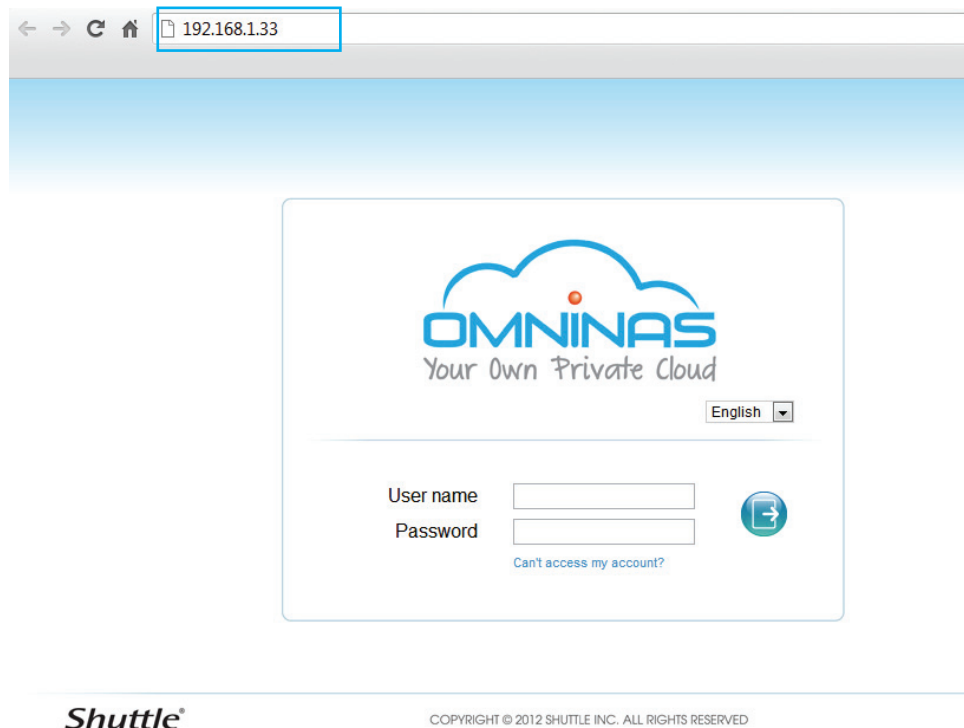 192.168.1.33
OMNINAS
Your Own Private Cloud
English
User name
Password
Can't access my account?
Shuttle®
COPYRIGHT © 2012 SHUTTLE INC. ALL RIGHTS RESERVED